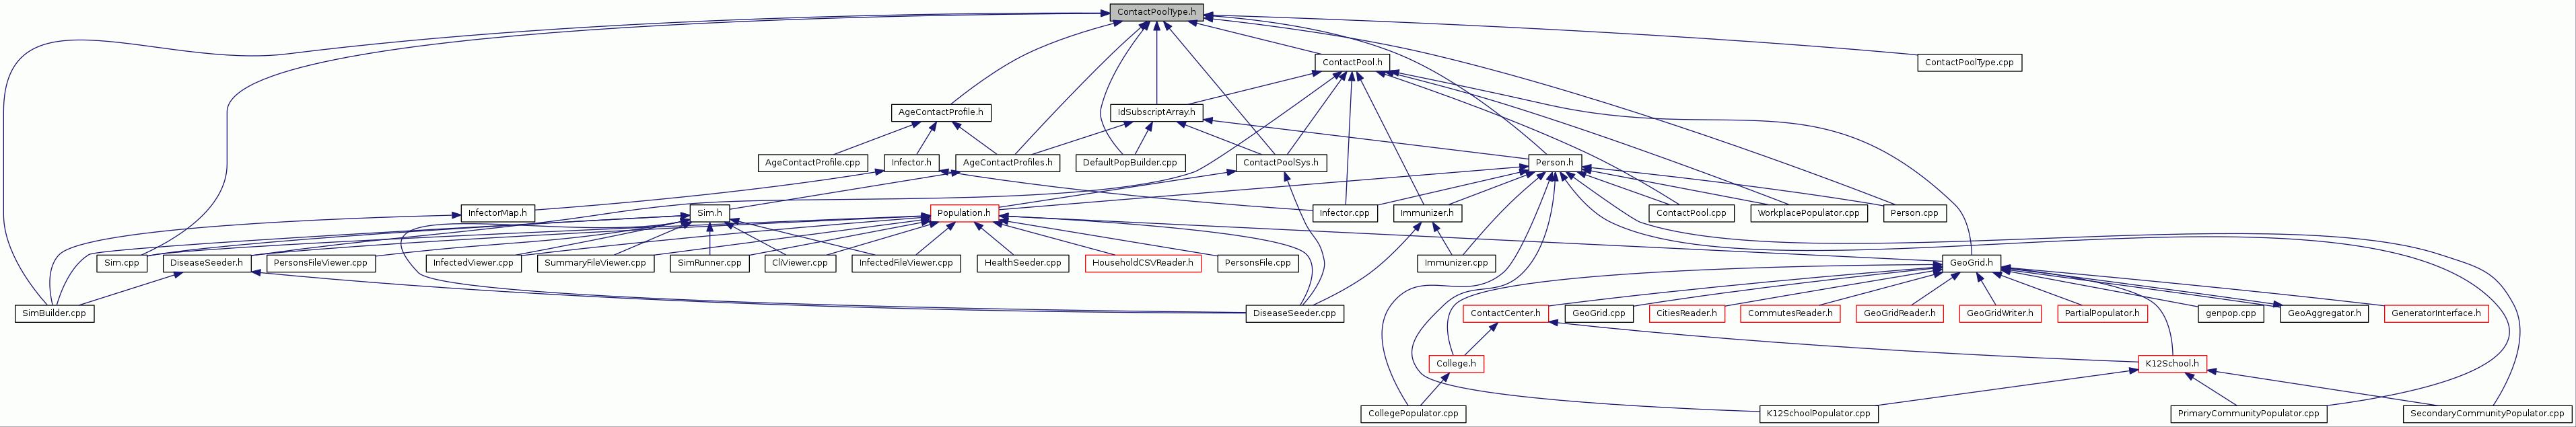 ContactPoolType.h
ContactPool.h
ContactPoolType.cpp
AgeContactProfile.h
IdSubscriptArray.h
AgeContactProfile.cpp
Infector.h
AgeContactProfiles.h
DefaultPopBuilder.cpp
ContactPoolSys.h
Person.h
InfectorMap.h
Sim.h
Population.h
Infector.cpp
Immunizer.h
ContactPool.cpp
WorkplacePopulator.cpp
Person.cpp
Sim.cpp
DiseaseSeeder.h
PersonsFileViewer.cpp
InfectedViewer.cpp
SummaryFileViewer.cpp
SimRunner.cpp
CliViewer.cpp
InfectedFileViewer.cpp
HealthSeeder.cpp
HouseholdCSVReader.h
PersonsFile.cpp
Immunizer.cpp
GeoGrid.h
SimBuilder.cpp
DiseaseSeeder.cpp
ContactCenter.h
GeoGrid.cpp
CitiesReader.h
CommutesReader.h
GeoGridReader.h
GeoGridWriter.h
PartialPopulator.h
genpop.cpp
GeoAggregator.h
GeneratorInterface.h
College.h
K12School.h
CollegePopulator.cpp
K12SchoolPopulator.cpp
PrimaryCommunityPopulator.cpp
SecondaryCommunityPopulator.cpp